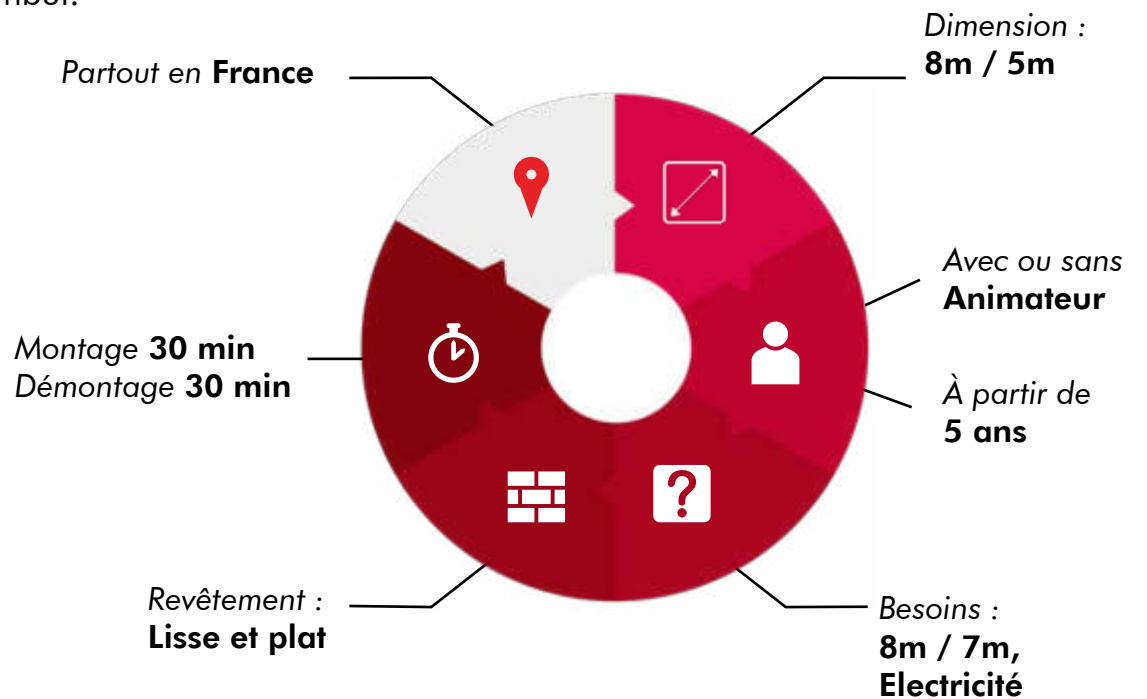 Dimension :
8m / 5m
Partout en France
Avec ou sans
Animateur
Montage 30 min
Démontage 30 min
À partir de
5 ans
?
Revêtement :
Lisse et plat
Besoins :
8m / 7m,
Electricité